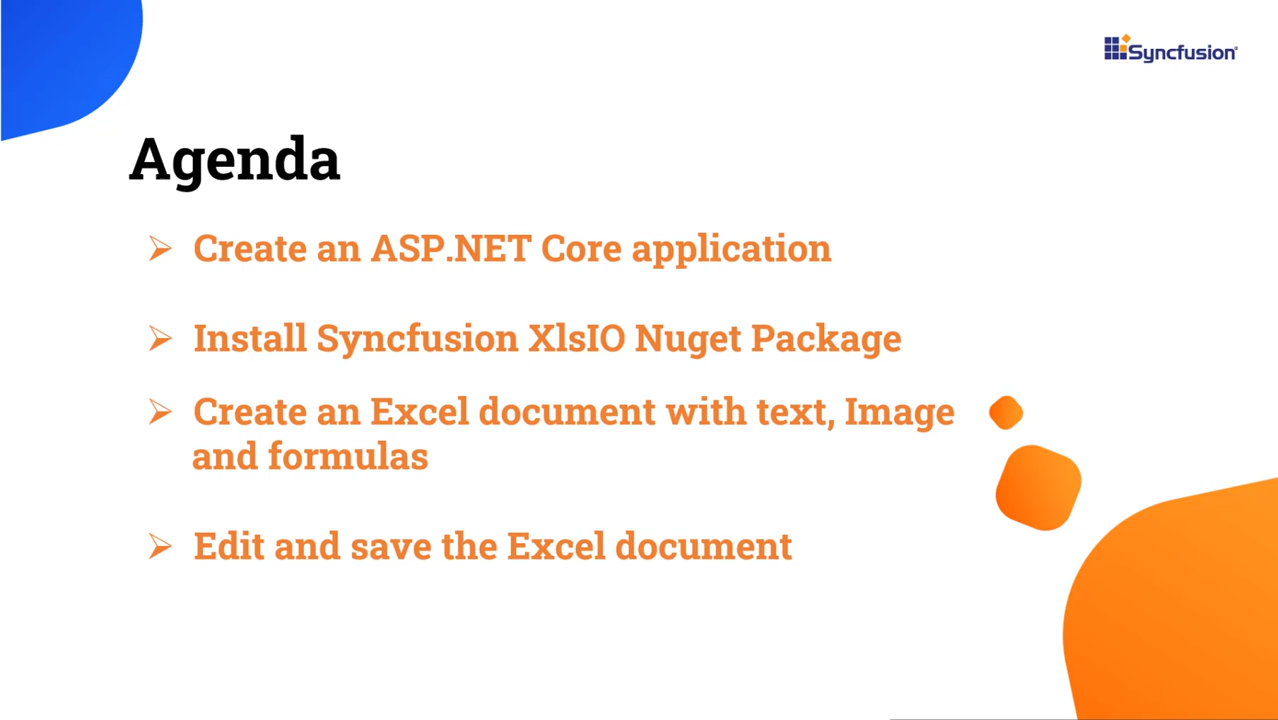 Syncfusion
Agenda
Create an ASP.NET Core application
Install Syncfusion XlsIO Nuget Package
Create an Excel document with text, Image
and formulas
Edit and save the Excel document